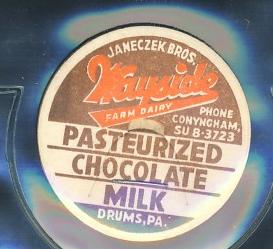 JANECZEK BROS.
Wayside
FARM DAIRY
PHONE
CONYNGHAM,
SU 8-3723
PASTEURIZED
CHOCOLATE
MILK
DRUMS, PA.